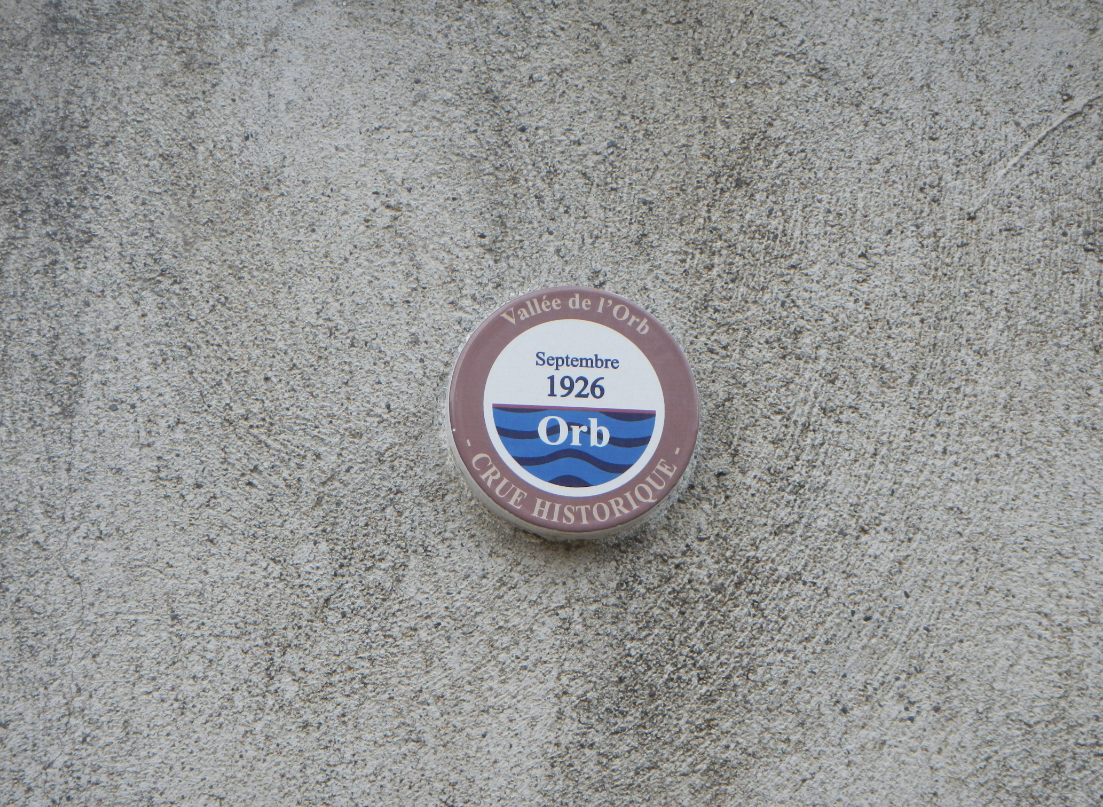 Vallée de l'Orb
Septembre
1926
Orb
- CRUE HISTORIQUE -